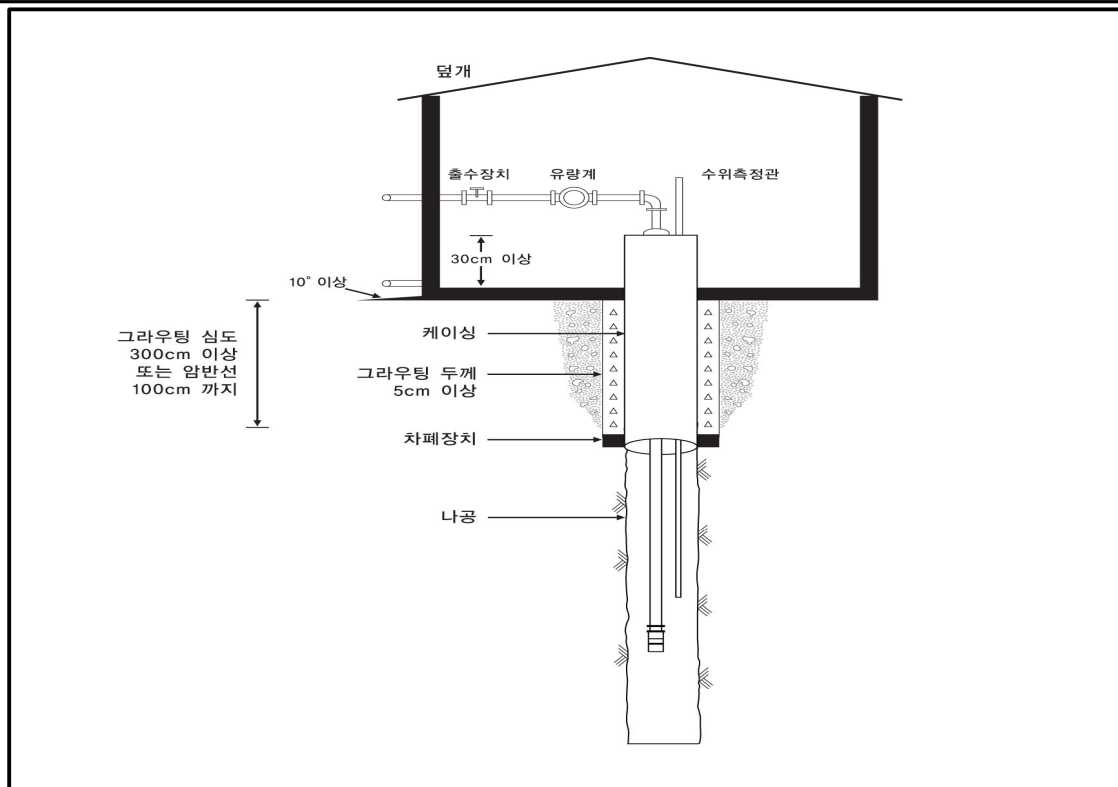 덮개
출수장치
유량계
수위측정관
30cm 이상
10° 이상
그라우팅 심도
300cm 이상
또는 암반선
100cm 까지
케이싱
그라우팅 두께
5cm 이상
차폐장치
나공